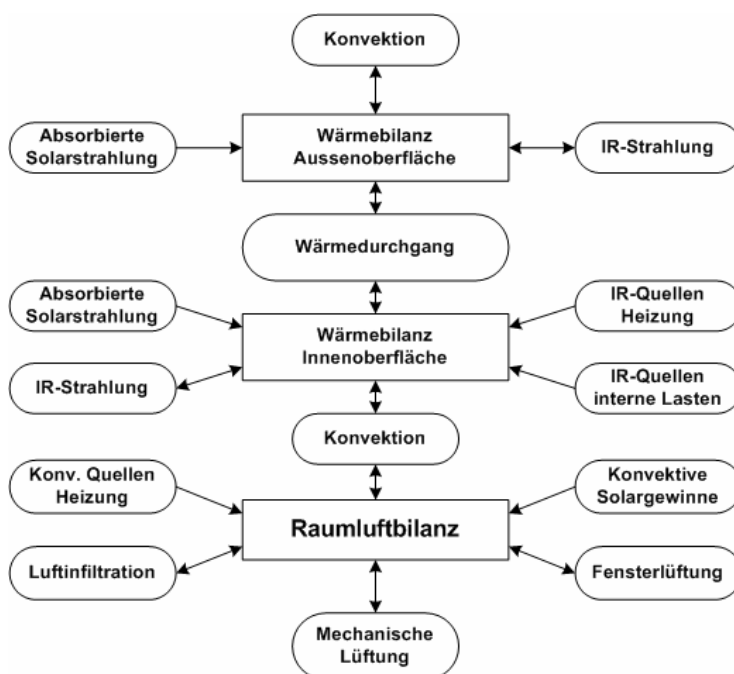 Konvektion
Absorbierte
Solarstrahlung
Wärmebilanz
Aussenoberfläche
IR-Strahlung
Wärmedurchgang
Absorbierte
Solarstrahlung
IR-Quellen
Heizung
Wärmebilanz
Innenoberfläche
IR-Strahlung
IR-Quellen
interne Lasten
Konvektion
Konv. Quellen
Heizung
Konvektive
Solargewinne
Raumluftbilanz
Luftinfiltration
Fensterlüftung
Mechanische
Lüftung